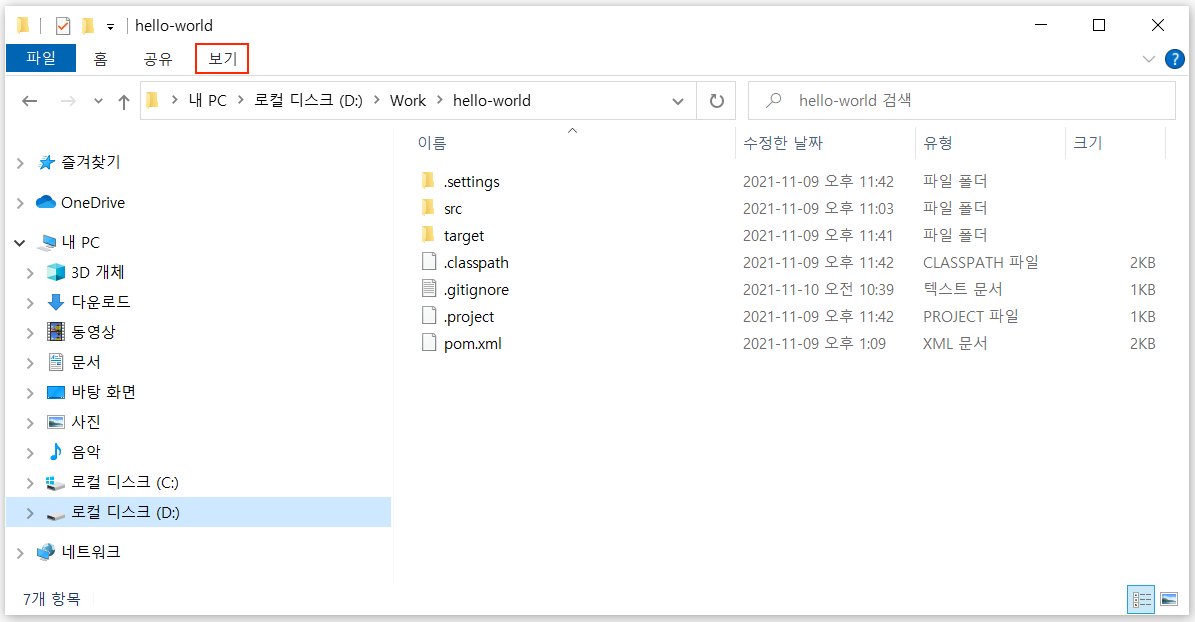 hello-world
파일 홈 공유 보기
내 PC 로컬 디스크 (D:) Work hello-world
hello-world 검색
이름 수정한 날짜 유형 크기
즐겨찾기
OneDrive
내 PC
3D 개체
다운로드
동영상
문서
바탕 화면
사진
음악
로컬 디스크 (C:)
로컬 디스크 (D:)
네트워크
.settings 2021-11-09 오후 11:42 파일 폴더
src 2021-11-09 오후 11:03 파일 폴더
target 2021-11-09 오후 11:41 파일 폴더
.classpath 2021-11-09 오후 11:42 CLASSPATH 파일 2KB
.gitignore 2021-11-10 오전 10:39 텍스트 문서 1KB
.project 2021-11-09 오후 11:42 PROJECT 파일 1KB
pom.xml 2021-11-09 오후 1:09 XML 문서 2KB
7개 항목